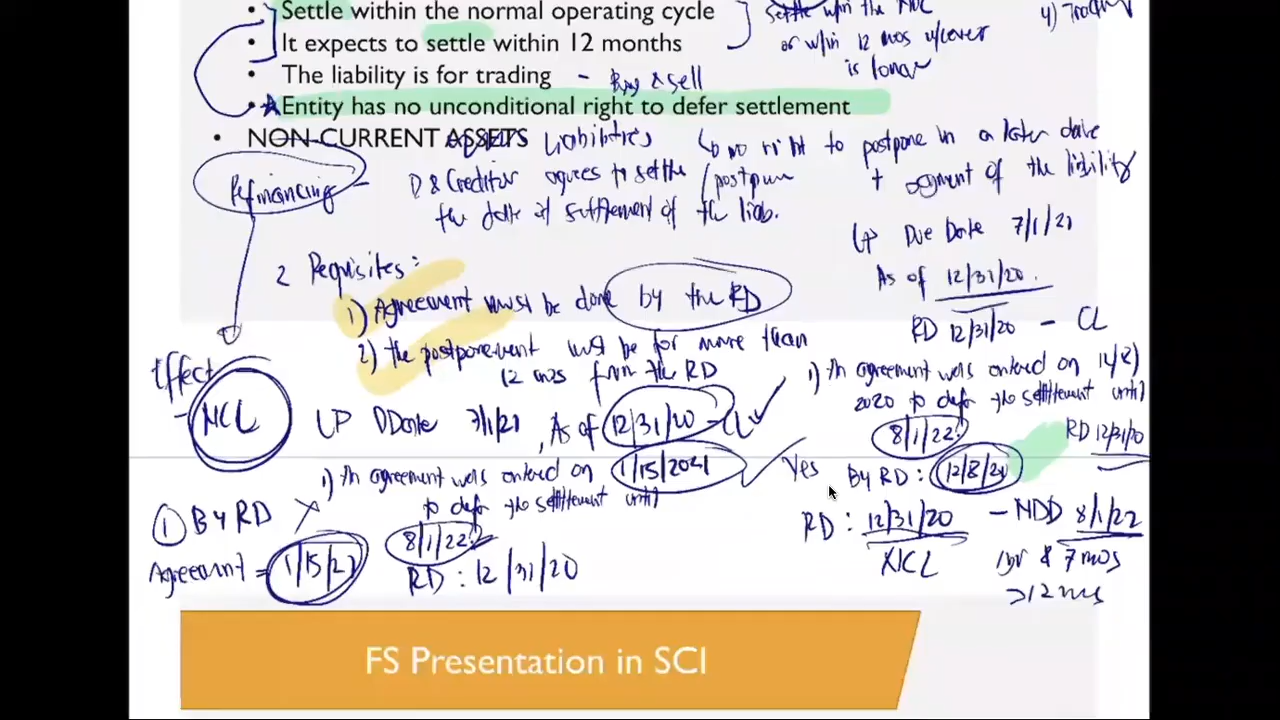 • Settle within the normal operating cycle
• It expects to settle within 12 months
• The liability is for trading - Buy & sell
• Entity has no unconditional right to defer settlement
settle w/in the NOC
or w/in 12 mos w/cever
is longer
4) Trading
• NON-CURRENT ASSETS Liabilities
↳ no right to postpone in a later date
t segment of the liability
Refinancing - D & Creditor agrees to settle / postpone
the date of settlement of the liab.
↳ Due Date 7/1/21
As of 12/31/20.
RD 12/31/20 - CL
2 Requisites:
1) Agreement must be done by the RD
2) the postponement must be for more than
12 mos from the RD
Effect
- NCL
LP DDate 7/1/21, As of 12/31/20 - CL
1) An agreement was entered on 1/15/2021
to defer the settlement until
8/1/22.
RD: 12/31/20
① By RD X
Agreement = 1/15/21
1) An agreement was entered on 12/8/
2020 to defer the settlement until
8/1/22.
RD 12/31/20
Yes By RD: 12/8/20
RD: 12/31/20 - NDD 8/1/22
NCL
1yr & 7 mos
>12 mos
FS Presentation in SCI